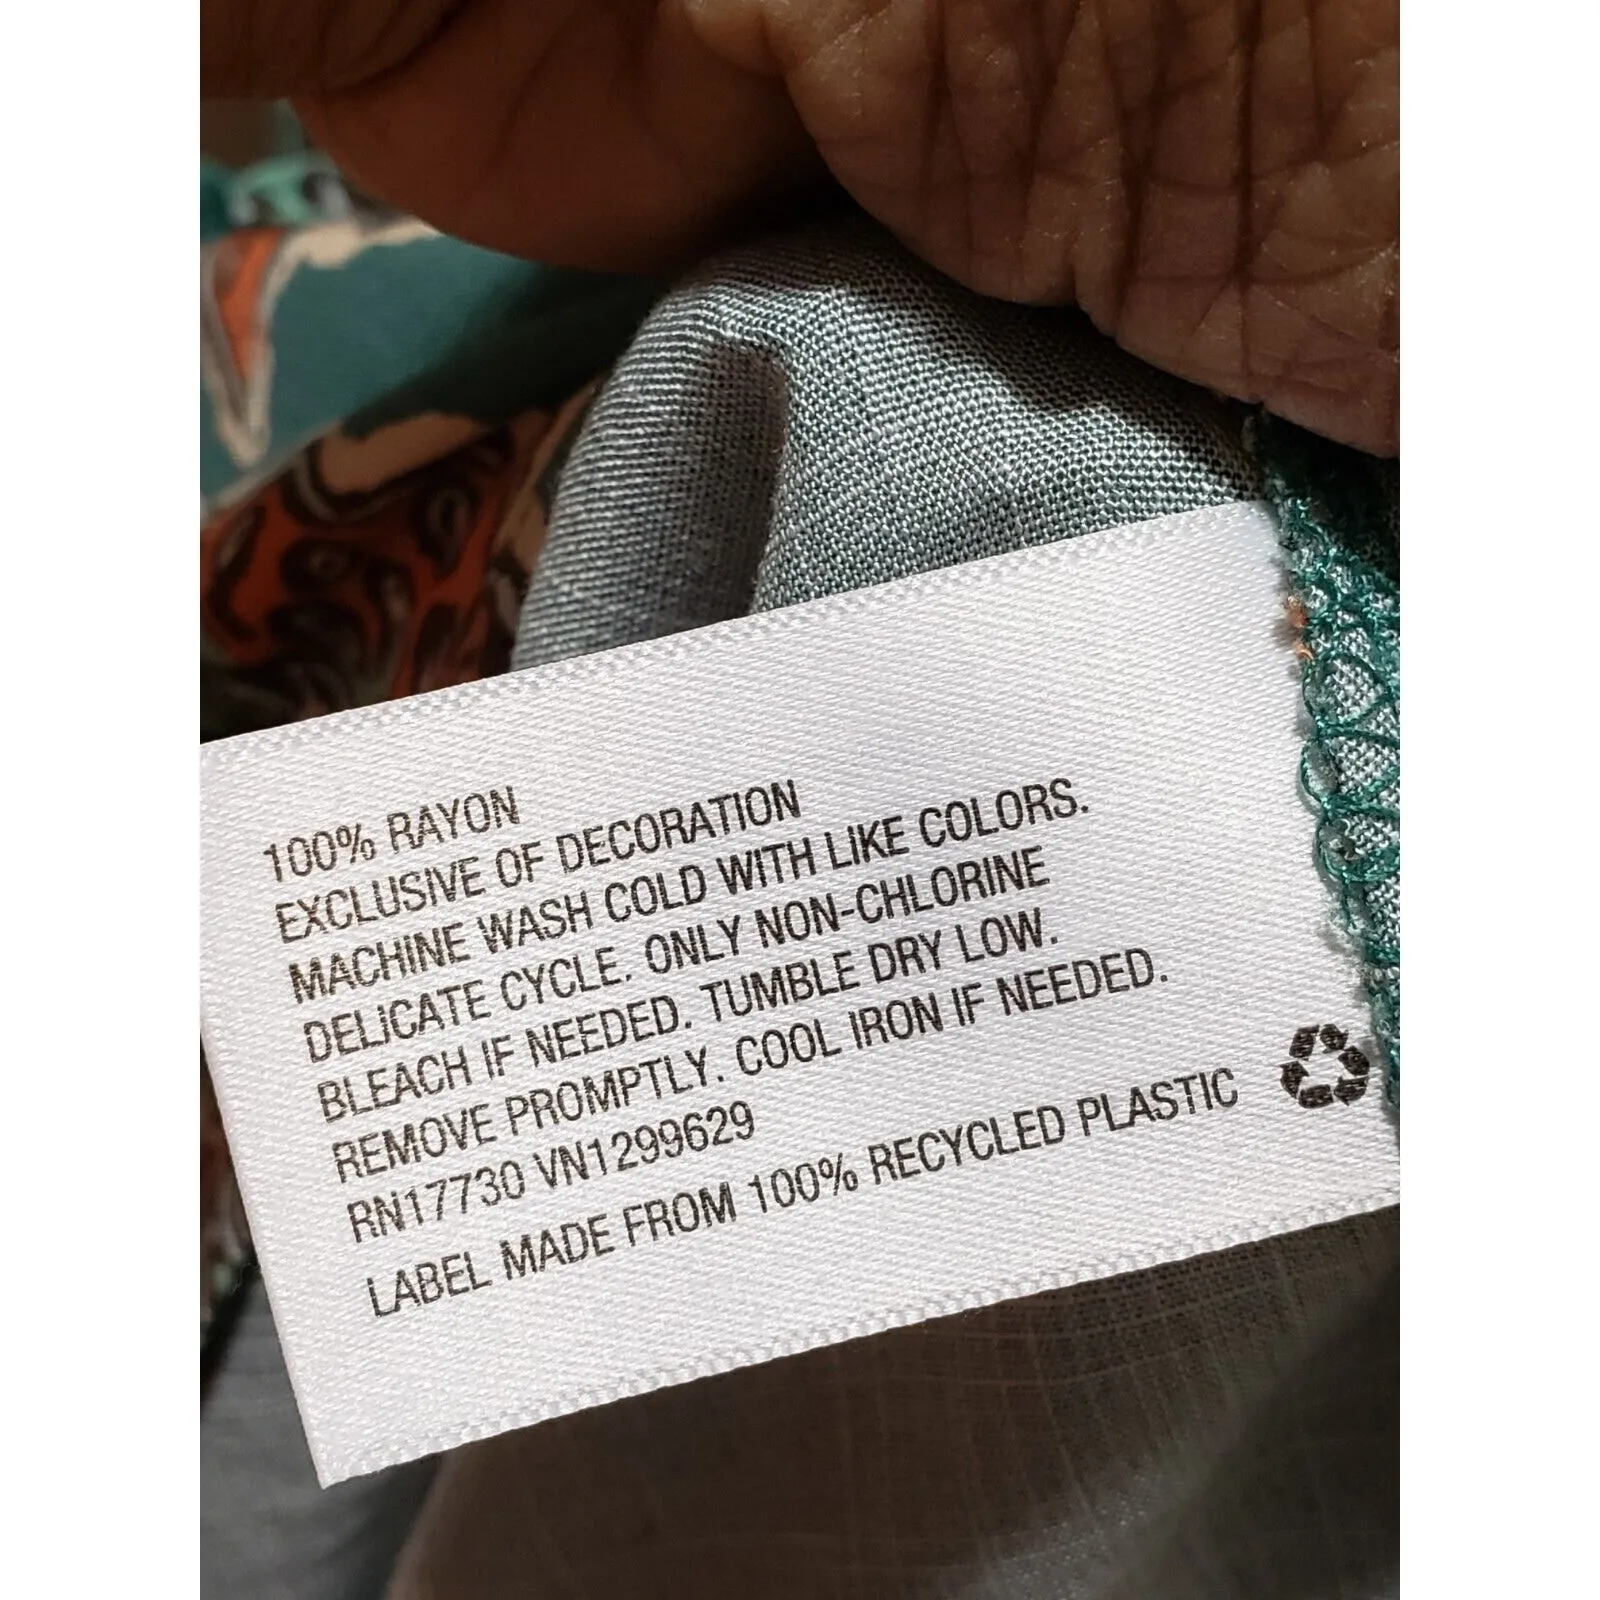 100% RAYON
EXCLUSIVE OF DECORATION
MACHINE WASH COLD WITH LIKE COLORS.
DELICATE CYCLE. ONLY NON-CHLORINE
BLEACH IF NEEDED. TUMBLE DRY LOW.
REMOVE PROMPTLY. COOL IRON IF NEEDED.
RN17730 VN1299629
LABEL MADE FROM 100% RECYCLED PLASTIC